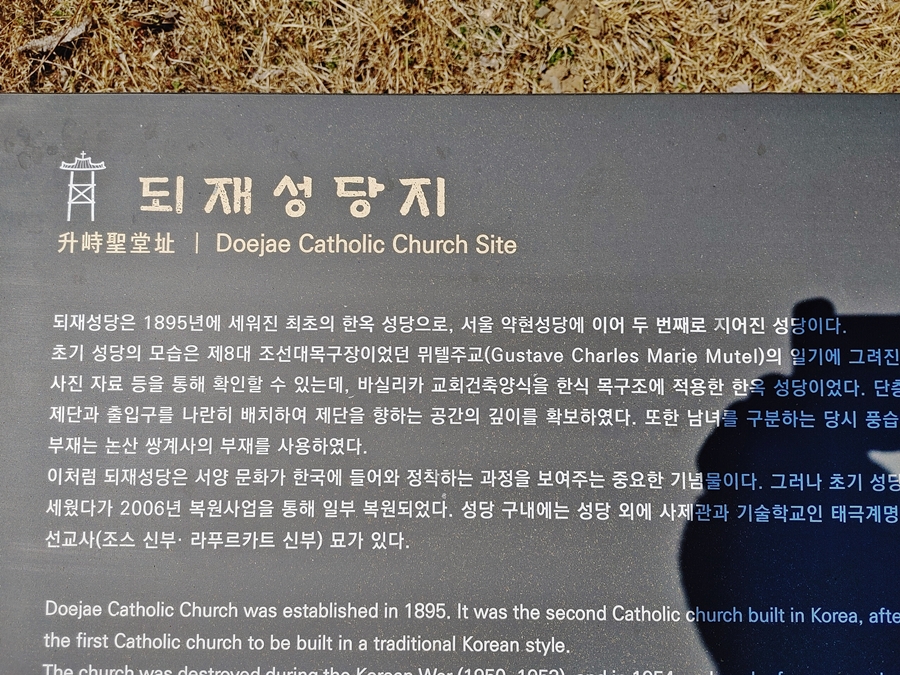 되재성당지
升峙聖堂址 | Doejae Catholic Church Site
되재성당은 1895년에 세워진 최초의 한옥 성당으로, 서울 약현성당에 이어 두 번째로 지어진 성당이다.
초기 성당의 모습은 제8대 조선대목구장이었던 뮈텔주교(Gustave Charles Marie Mutel)의 일기에 그려진
사진 자료 등을 통해 확인할 수 있는데, 바실리카 교회건축양식을 한식 목구조에 적용한 한옥 성당이었다. 단층
제단과 출입구를 나란히 배치하여 제단을 향하는 공간의 깊이를 확보하였다. 또한 남녀를 구분하는 당시 풍습
부재는 논산 쌍계사의 부재를 사용하였다.
이처럼 되재성당은 서양 문화가 한국에 들어와 정착하는 과정을 보여주는 중요한 기념물이다. 그러나 초기 성당
세웠다가 2006년 복원사업을 통해 일부 복원되었다. 성당 구내에는 성당 외에 사제관과 기술학교인 태극계명
선교사(조스 신부· 라푸르카트 신부) 묘가 있다.
Doejae Catholic Church was established in 1895. It was the second Catholic church built in Korea, after
the first Catholic church to be built in a traditional Korean style.
The church was destroyed during the Korean War (1950-1953), and in 1954